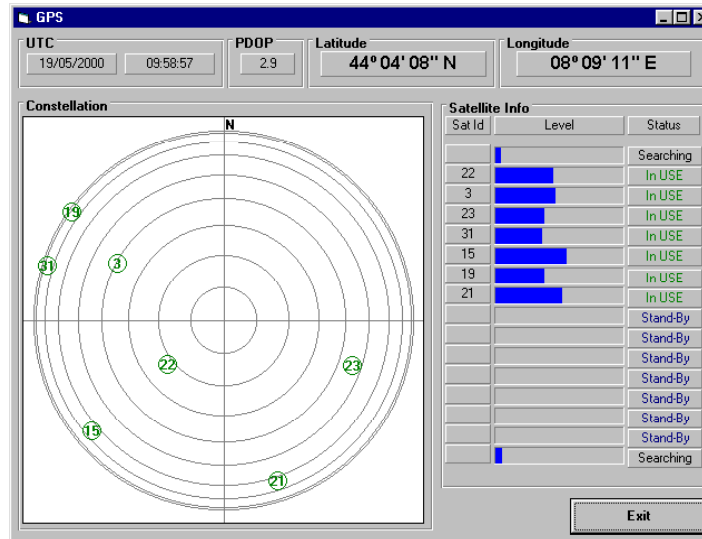 GPS
UTC
19/05/2000 09:58:57
PDOP
2.9
Latitude
44° 04' 08" N
Longitude
08° 09' 11" E
Constellation
N
19
31
3
22
23
15
21
Satellite Info
Sat Id Level Status
Searching
22 In USE
3 In USE
23 In USE
31 In USE
15 In USE
19 In USE
21 In USE
Stand-By
Stand-By
Stand-By
Stand-By
Stand-By
Stand-By
Stand-By
Searching
Exit